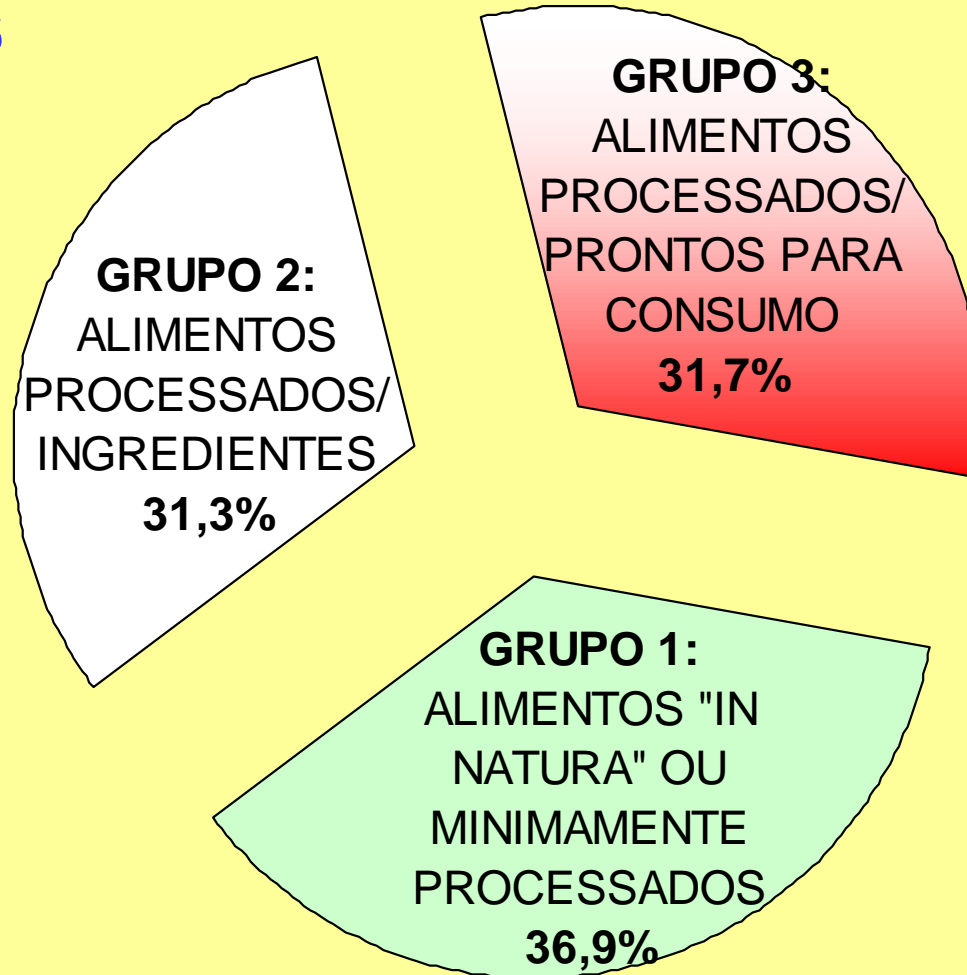 GRUPO 3:
ALIMENTOS
PROCESSADOS/
PRONTOS PARA
CONSUMO
31,7%
GRUPO 2:
ALIMENTOS
PROCESSADOS/
INGREDIENTES
31,3%
GRUPO 1:
ALIMENTOS "IN
NATURA" OU
MINIMAMENTE
PROCESSADOS
36,9%